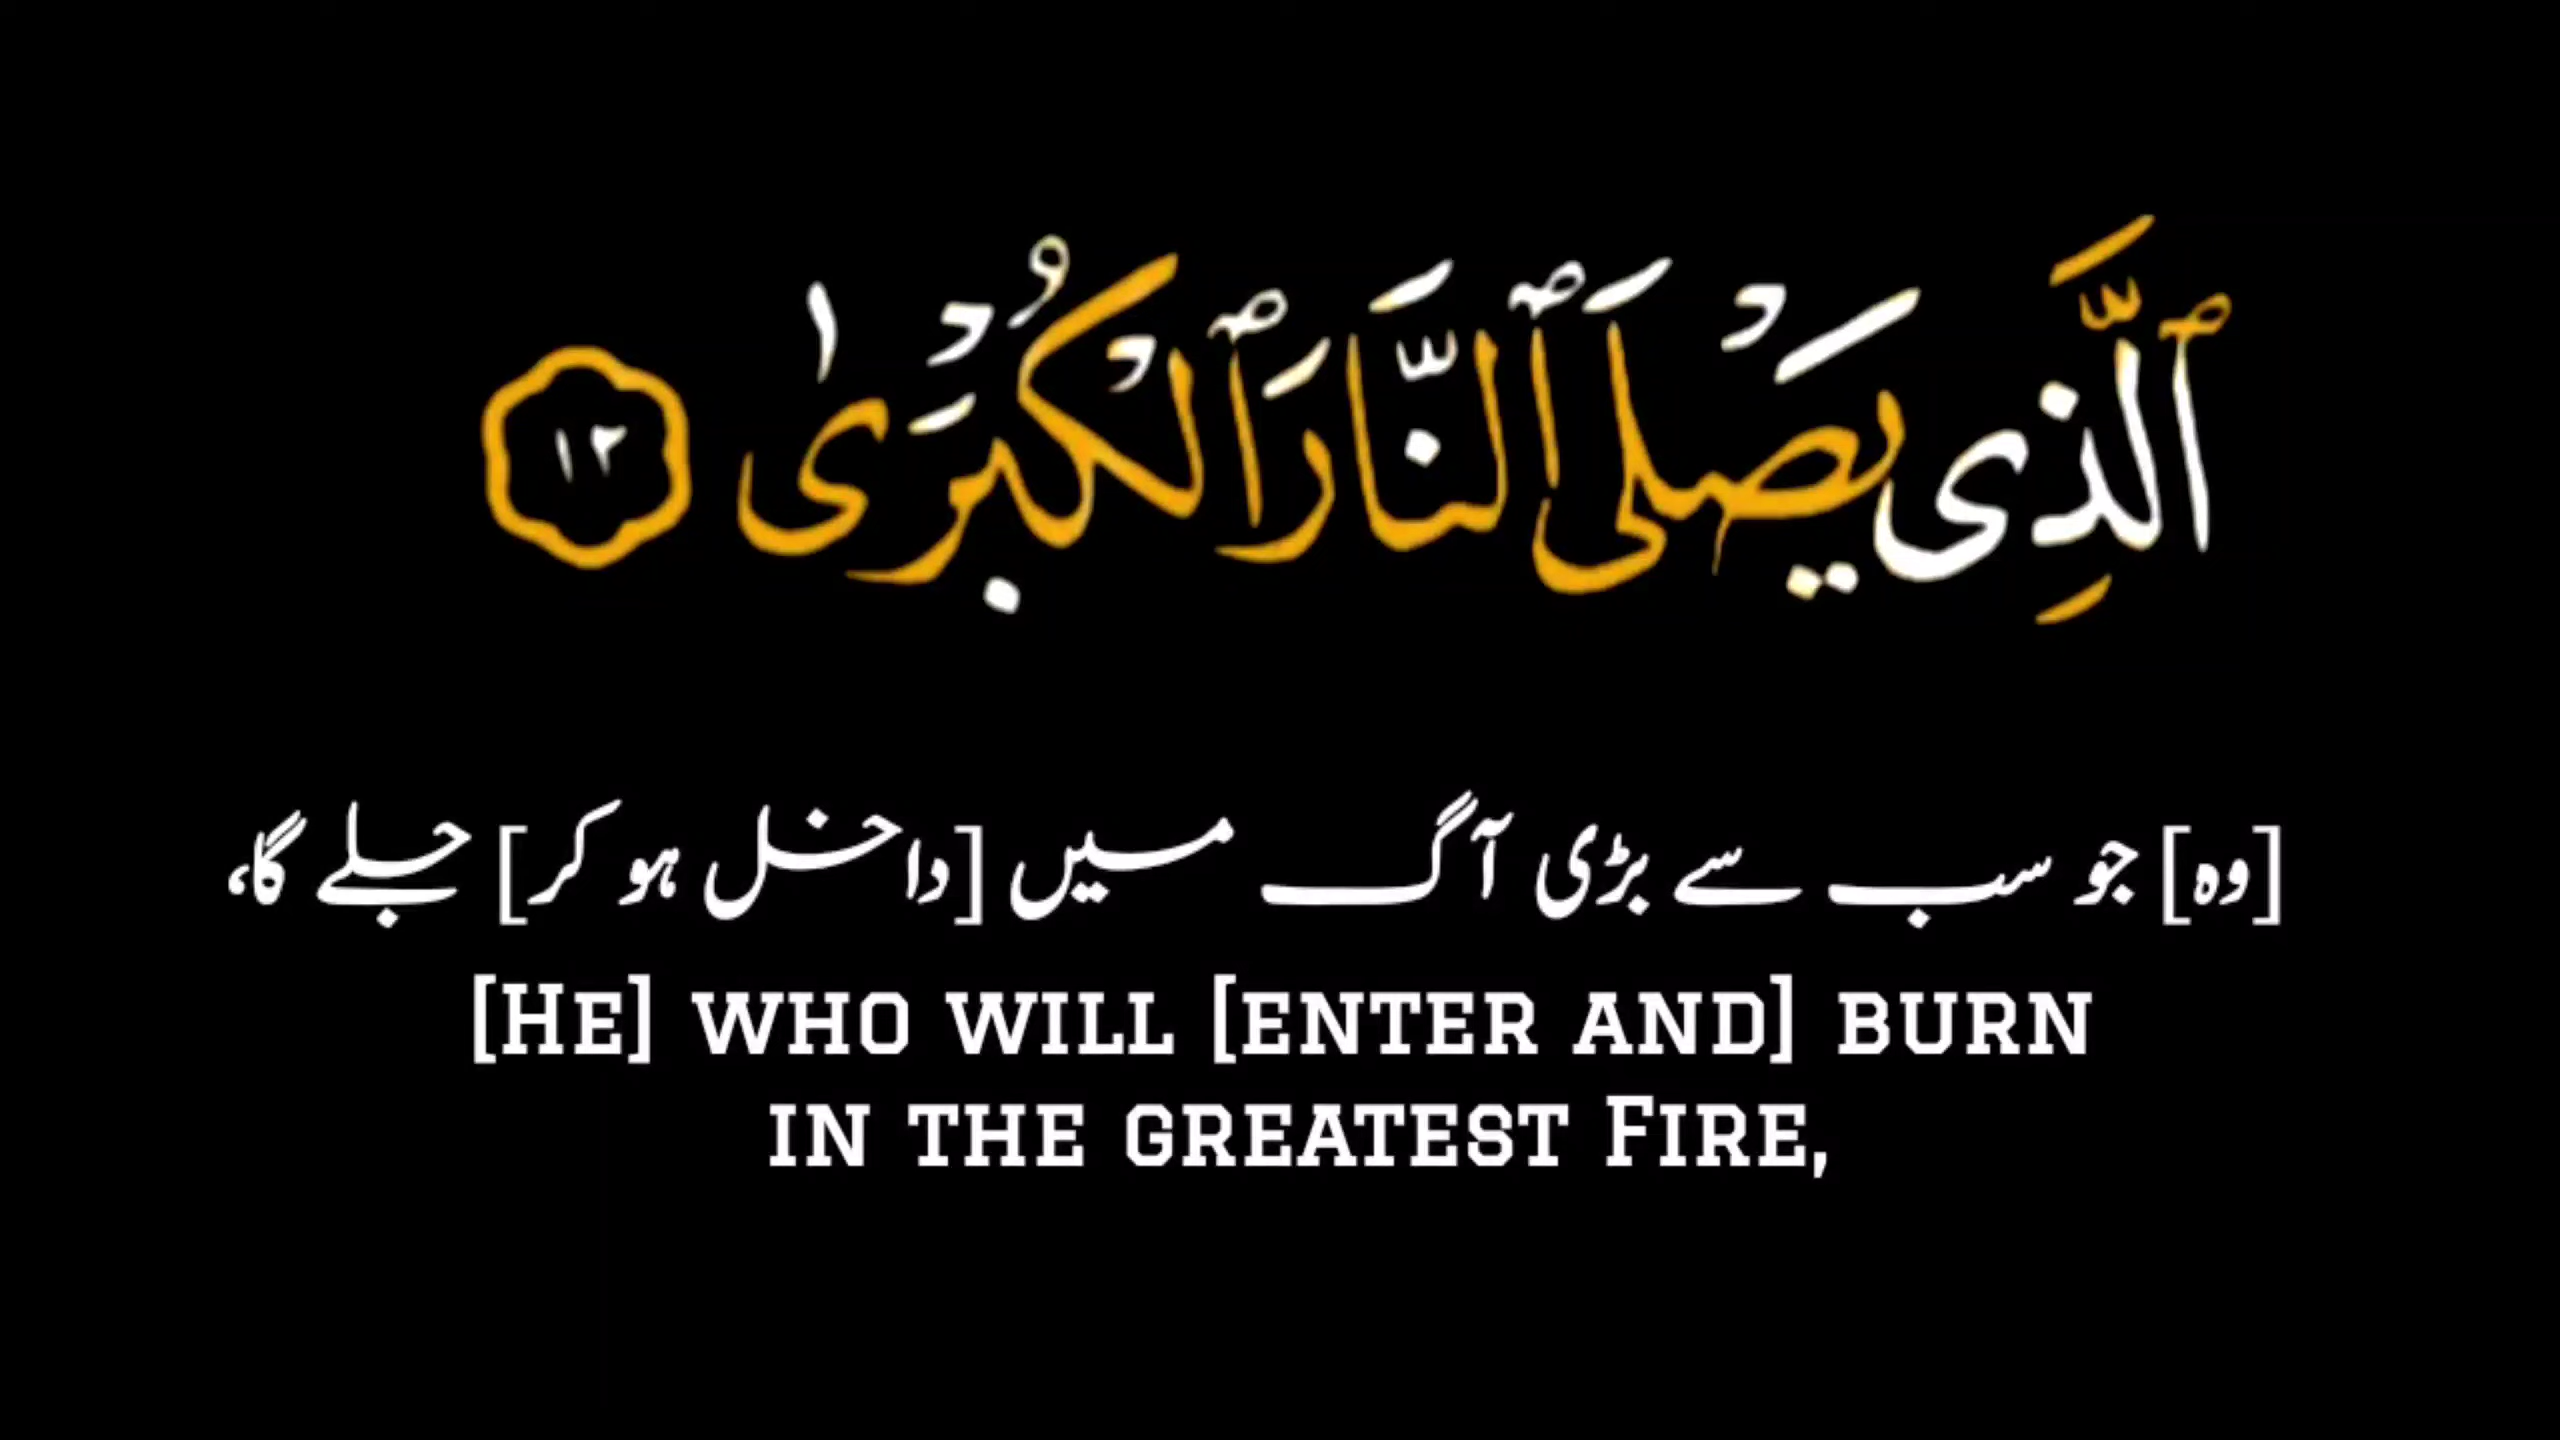 ٱلَّذِى يَصْلَى ٱلنَّارَ ٱلْكُبْرَىٰ ١٢
[وہ] جو سب سے بڑی آگ میں [داخل ہو کر] جلے گا،
[He] who will [enter and] burn
in the greatest Fire,